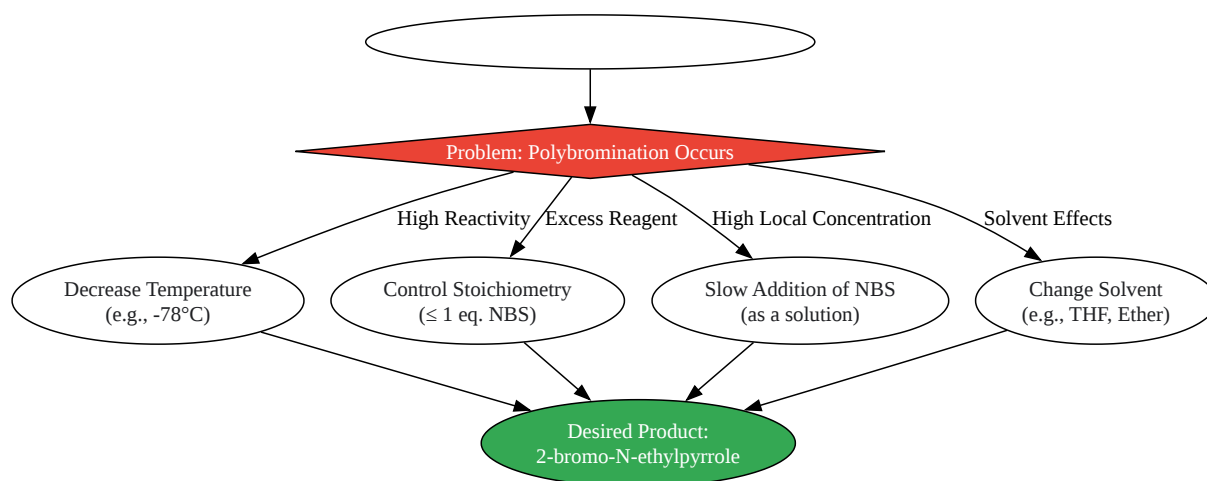 Problem: Polybromination Occurs
High Reactivity
Excess Reagent
High Local Concentration
Solvent Effects
Decrease Temperature
(e.g., -78°C)
Control Stoichiometry
(≤ 1 eq. NBS)
Slow Addition of NBS
(as a solution)
Change Solvent
(e.g., THF, Ether)
Desired Product:
2-bromo-N-ethylpyrrole